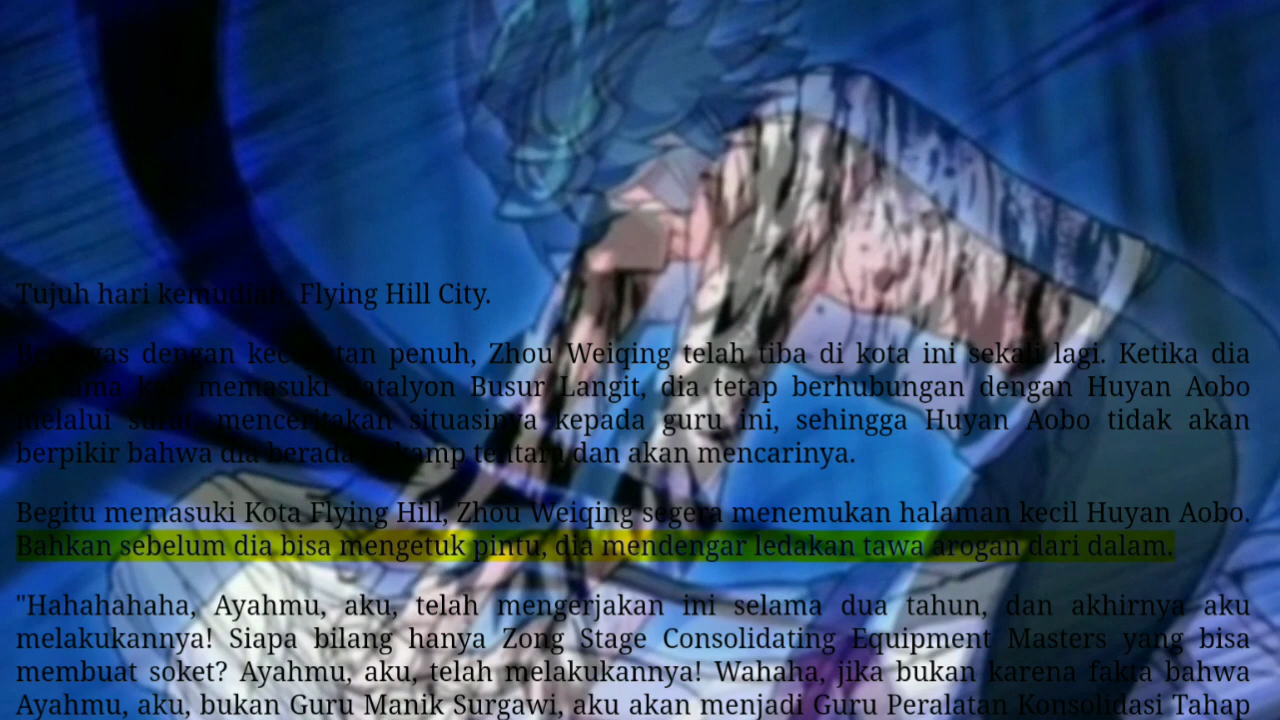 Tujuh hari kemudian, Flying Hill City.
Bergegas dengan kecepatan penuh, Zhou Weiqing telah tiba di kota ini sekali lagi. Ketika dia
pertama kali memasuki Batalyon Busur Langit, dia tetap berhubungan dengan Huyan Aobo
melalui surat, menceritakan situasinya kepada guru ini, sehingga Huyan Aobo tidak akan
berpikir bahwa dia berada di kamp tentara dan akan mencarinya.
Begitu memasuki Kota Flying Hill, Zhou Weiqing segera menemukan halaman kecil Huyan Aobo.
Bahkan sebelum dia bisa mengetuk pintu, dia mendengar ledakan tawa arogan dari dalam.
"Hahahahaha, Ayahmu, aku, telah mengerjakan ini selama dua tahun, dan akhirnya aku
melakukannya! Siapa bilang hanya Zong Stage Consolidating Equipment Masters yang bisa
membuat soket? Ayahmu, aku, telah melakukannya! Wahaha, jika bukan karena fakta bahwa
Ayahmu, aku, bukan Guru Manik Surgawi, aku akan menjadi Guru Peralatan Konsolidasi Tahap